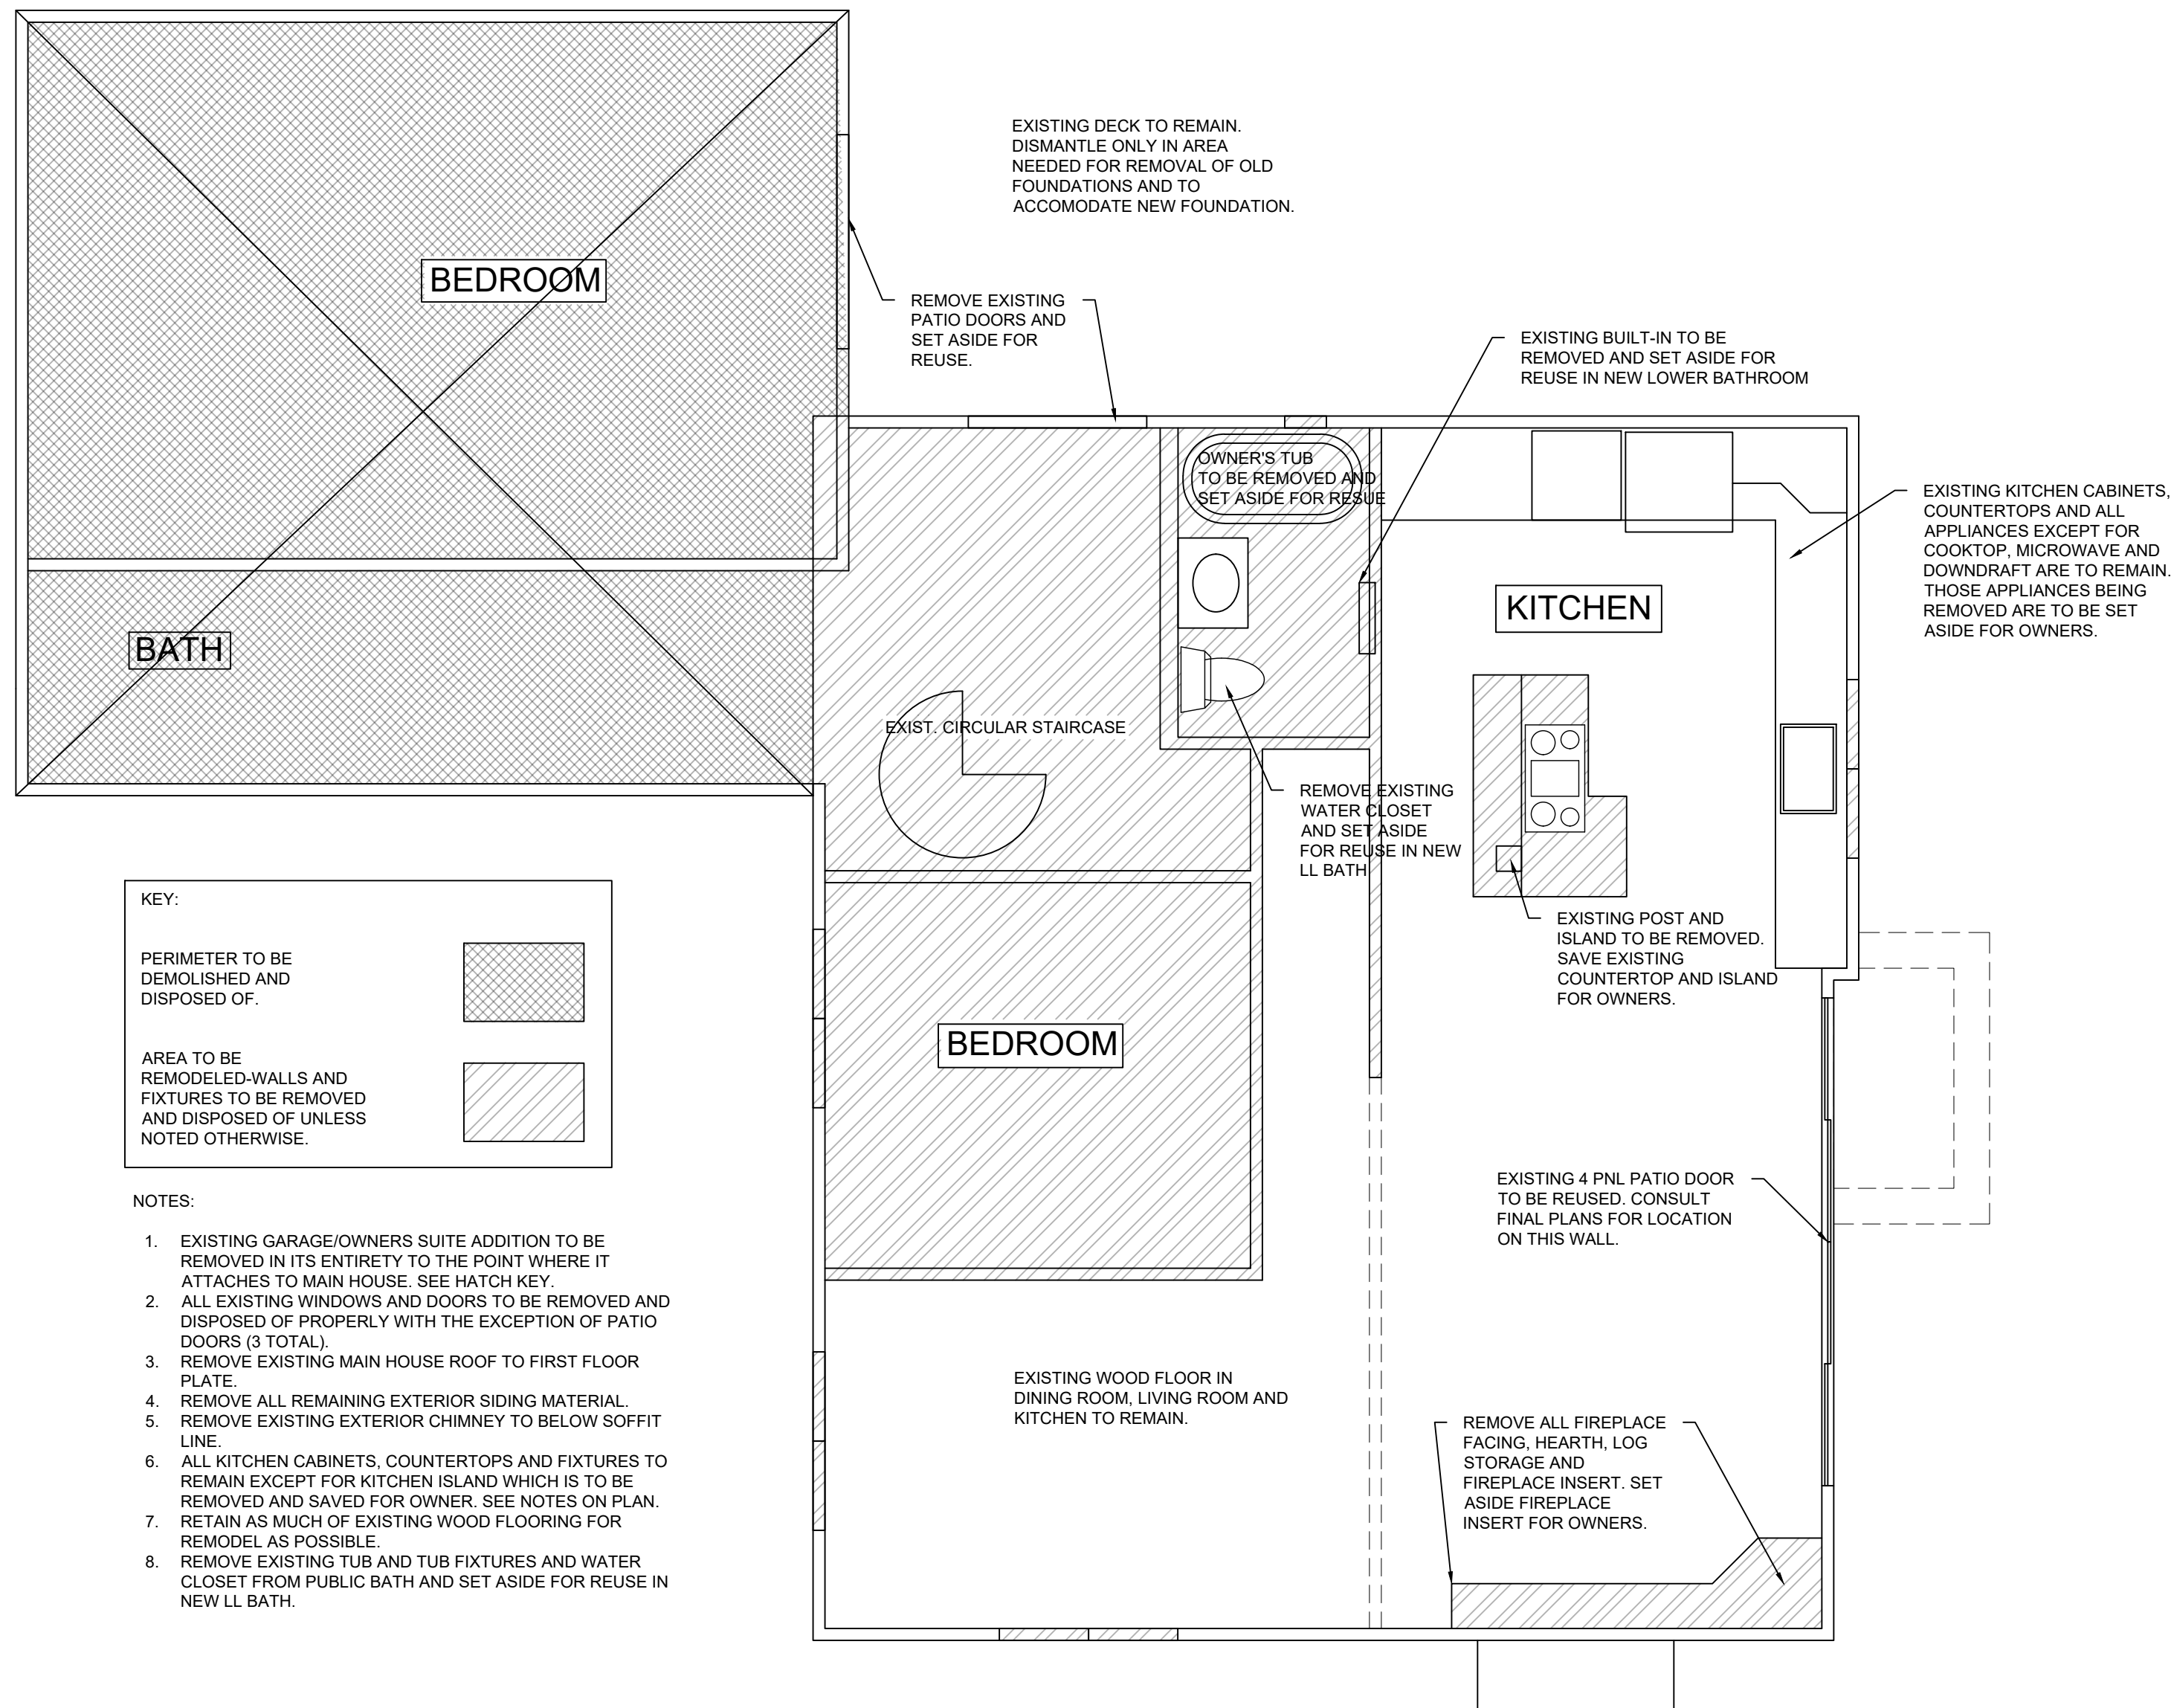 EXISTING DECK TO REMAIN.
DISMANTLE ONLY IN AREA
NEEDED FOR REMOVAL OF OLD
FOUNDATIONS AND TO
ACCOMODATE NEW FOUNDATION.
BEDROOM
REMOVE EXISTING
PATIO DOORS AND
SET ASIDE FOR
REUSE.
EXISTING BUILT-IN TO BE
REMOVED AND SET ASIDE FOR
REUSE IN NEW LOWER BATHROOM
OWNER'S TUB
TO BE REMOVED AND
SET ASIDE FOR RESUE
EXISTING KITCHEN CABINETS,
COUNTERTOPS AND ALL
APPLIANCES EXCEPT FOR
COOKTOP, MICROWAVE AND
DOWNDRAFT ARE TO REMAIN.
THOSE APPLIANCES BEING
REMOVED ARE TO BE SET
ASIDE FOR OWNERS.
KITCHEN
BATH
EXIST. CIRCULAR STAIRCASE
REMOVE EXISTING
WATER CLOSET
AND SET ASIDE
FOR REUSE IN NEW
LL BATH
EXISTING POST AND
ISLAND TO BE REMOVED.
SAVE EXISTING
COUNTERTOP AND ISLAND
FOR OWNERS.
KEY:
PERIMETER TO BE
DEMOLISHED AND
DISPOSED OF.
AREA TO BE
REMODELED-WALLS AND
FIXTURES TO BE REMOVED
AND DISPOSED OF UNLESS
NOTED OTHERWISE.
BEDROOM
EXISTING 4 PNL PATIO DOOR
TO BE REUSED. CONSULT
FINAL PLANS FOR LOCATION
ON THIS WALL.
NOTES:
1. EXISTING GARAGE/OWNERS SUITE ADDITION TO BE
REMOVED IN ITS ENTIRETY TO THE POINT WHERE IT
ATTACHES TO MAIN HOUSE. SEE HATCH KEY.
2. ALL EXISTING WINDOWS AND DOORS TO BE REMOVED AND
DISPOSED OF PROPERLY WITH THE EXCEPTION OF PATIO
DOORS (3 TOTAL).
3. REMOVE EXISTING MAIN HOUSE ROOF TO FIRST FLOOR
PLATE.
4. REMOVE ALL REMAINING EXTERIOR SIDING MATERIAL.
5. REMOVE EXISTING EXTERIOR CHIMNEY TO BELOW SOFFIT
LINE.
6. ALL KITCHEN CABINETS, COUNTERTOPS AND FIXTURES TO
REMAIN EXCEPT FOR KITCHEN ISLAND WHICH IS TO BE
REMOVED AND SAVED FOR OWNER. SEE NOTES ON PLAN.
7. RETAIN AS MUCH OF EXISTING WOOD FLOORING FOR
REMODEL AS POSSIBLE.
8. REMOVE EXISTING TUB AND TUB FIXTURES AND WATER
CLOSET FROM PUBLIC BATH AND SET ASIDE FOR REUSE IN
NEW LL BATH.
EXISTING WOOD FLOOR IN
DINING ROOM, LIVING ROOM AND
KITCHEN TO REMAIN.
REMOVE ALL FIREPLACE
FACING, HEARTH, LOG
STORAGE AND
FIREPLACE INSERT. SET
ASIDE FIREPLACE
INSERT FOR OWNERS.